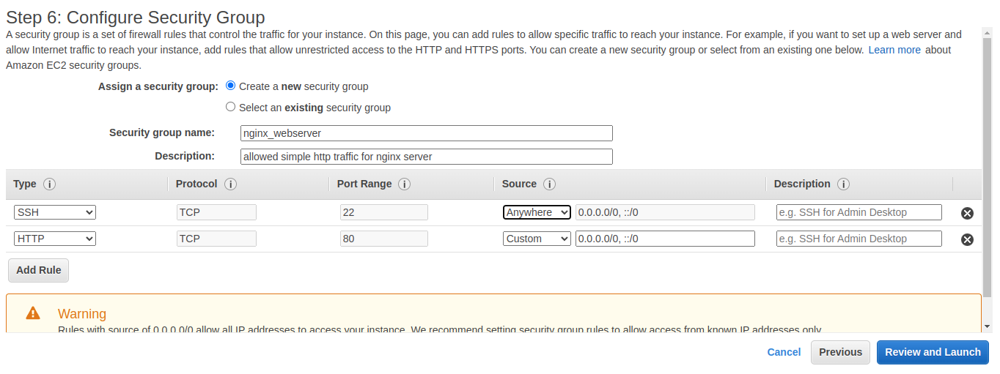 Step 6: Configure Security Group
A security group is a set of firewall rules that control the traffic for your instance. On this page, you can add rules to allow specific traffic to reach your instance. For example, if you want to set up a web server and
allow Internet traffic to reach your instance, add rules that allow unrestricted access to the HTTP and HTTPS ports. You can create a new security group or select from an existing one below. Learn more about
Amazon EC2 security groups.
Assign a security group: Create a new security group
Select an existing security group
Security group name: nginx_webserver
Description: allowed simple http traffic for nginx server
Type i Protocol i Port Range i Source i Description i
SSH TCP 22 Anywhere 0.0.0.0/0, ::/0 e.g. SSH for Admin Desktop
HTTP TCP 80 Custom 0.0.0.0/0, ::/0 e.g. SSH for Admin Desktop
Add Rule
Warning
Rules with source of 0.0.0.0/0 allow all IP addresses to access your instance. We recommend setting security group rules to allow access from known IP addresses only.
Cancel Previous Review and Launch